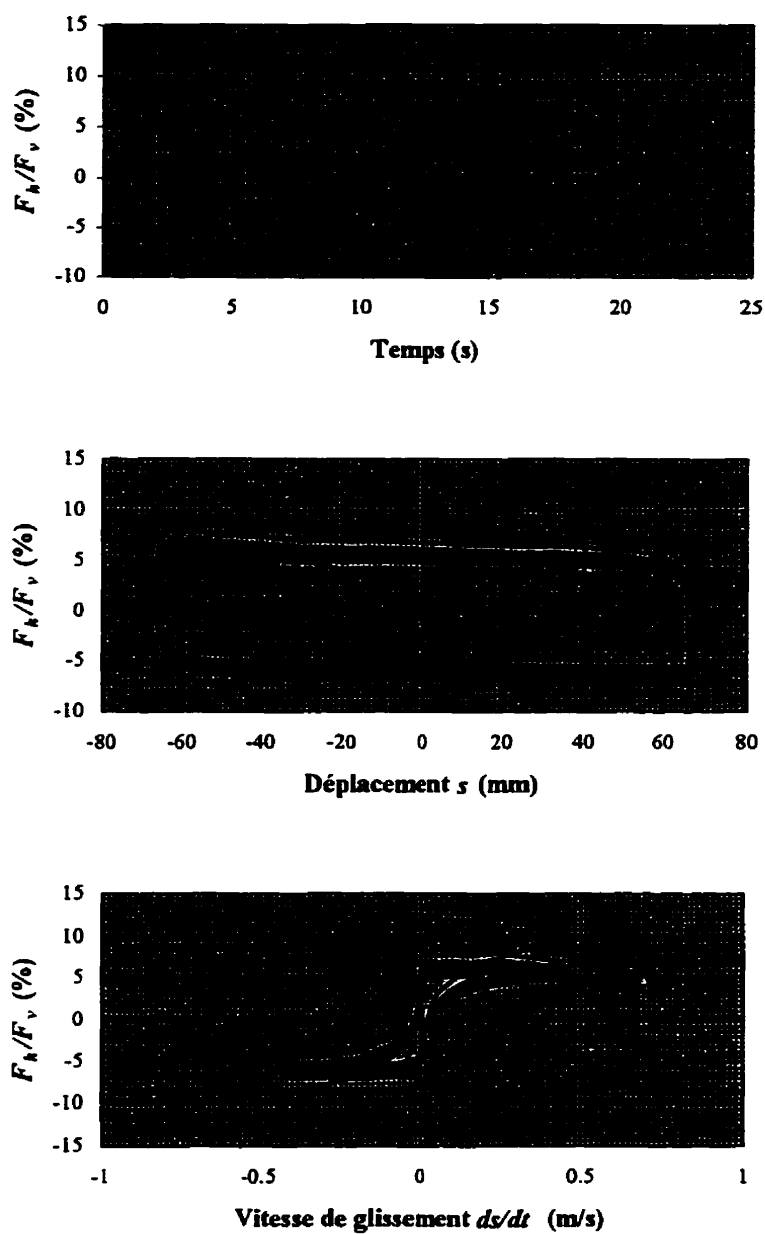 15
10
5
0
-5
-10
F_h/F_v (%)
0 5 10 15 20 25
Temps (s)
15
10
5
0
-5
-10
F_h/F_v (%)
-80 -60 -40 -20 0 20 40 60 80
Déplacement s (mm)
15
10
5
0
-5
-10
-15
F_h/F_v (%)
-1 -0.5 0 0.5 1
Vitesse de glissement ds/dt (m/s)